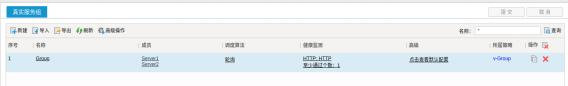 真实服务组 提 交 取 消
新建 导入 导出 刷新 高级操作 名称: * 查询
序号 名称 成员 调度算法 健康监测 高级 所属策略 操作
1 Group Server1 轮询 HTTP: HTTP 点击查看默认配置 v-Group
Server2 至少通过个数: 1